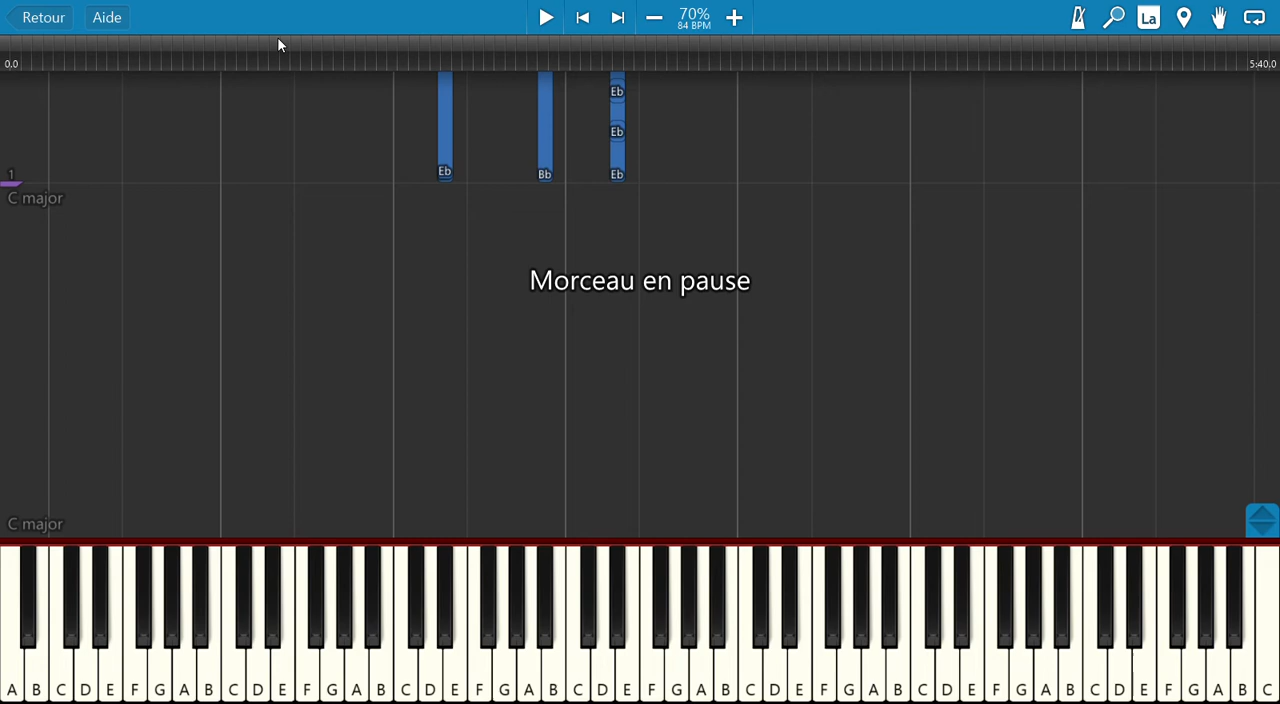 Retour Aide 70% La
84 BPM
0,0 5:40,0
Eb
Eb
Eb Bb Eb
1
C major
Morceau en pause
C major
A B C D E F G A B C D E F G A B C D E F G A B C D E F G A B C D E F G A B C D E F G A B C D E F G A B C